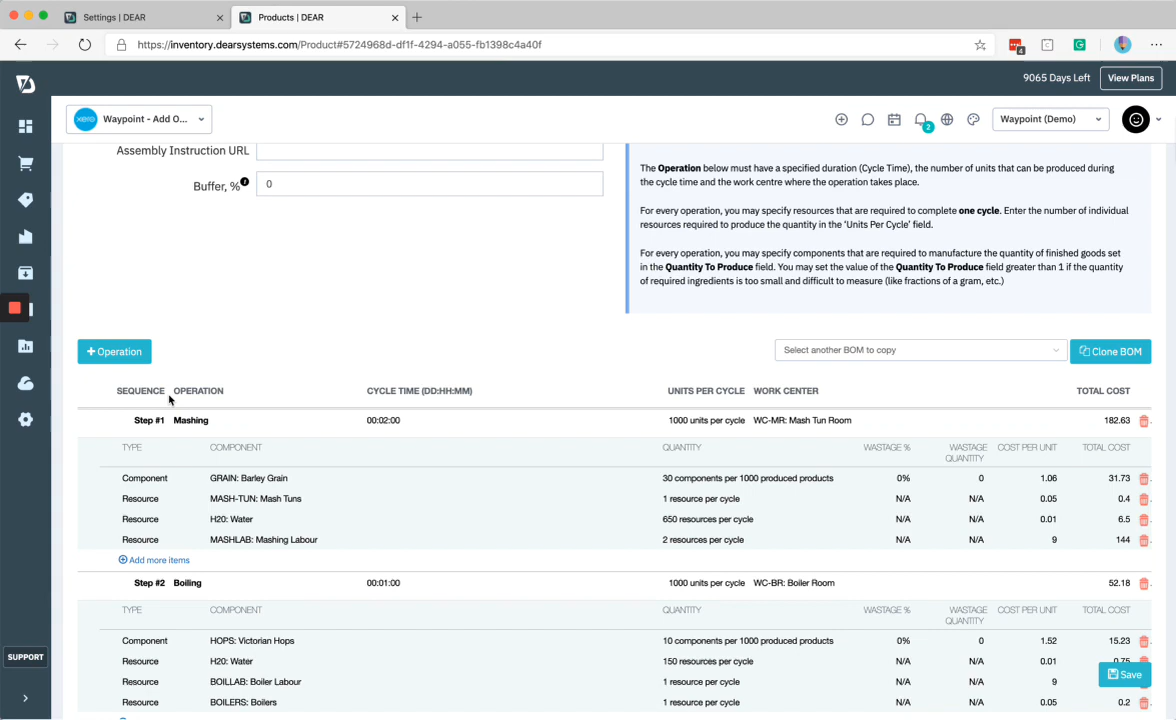 Settings | DEAR
Products | DEAR
https://inventory.dearsystems.com/Product#5724968d-df1f-4294-a055-fb1398c4a40f
4
9065 Days Left
View Plans
xero
Waypoint - Add O...
2
Waypoint (Demo)
Assembly Instruction URL
Buffer, %
0
The Operation below must have a specified duration (Cycle Time), the number of units that can be produced during
the cycle time and the work centre where the operation takes place.
For every operation, you may specify resources that are required to complete one cycle. Enter the number of individual
resources required to produce the quantity in the 'Units Per Cycle' field.
For every operation, you may specify components that are required to manufacture the quantity of finished goods set
in the Quantity To Produce field. You may set the value of the Quantity To Produce field greater than 1 if the quantity
of required ingredients is too small and difficult to measure (like fractions of a gram, etc.)
+ Operation
Select another BOM to copy
Clone BOM
SEQUENCE OPERATION CYCLE TIME (DD:HH:MM) UNITS PER CYCLE WORK CENTER TOTAL COST
Step #1 Mashing 00:02:00 1000 units per cycle WC-MR: Mash Tun Room 182.63
TYPE COMPONENT QUANTITY WASTAGE % WASTAGE QUANTITY COST PER UNIT TOTAL COST
Component GRAIN: Barley Grain 30 components per 1000 produced products 0% 0 1.06 31.73
Resource MASH-TUN: Mash Tuns 1 resource per cycle N/A N/A 0.05 0.4
Resource H20: Water 650 resources per cycle N/A N/A 0.01 6.5
Resource MASHLAB: Mashing Labour 2 resources per cycle N/A N/A 9 144
Add more items
Step #2 Boiling 00:01:00 1000 units per cycle WC-BR: Boiler Room 52.18
TYPE COMPONENT QUANTITY WASTAGE % WASTAGE QUANTITY COST PER UNIT TOTAL COST
Component HOPS: Victorian Hops 10 components per 1000 produced products 0% 0 1.52 15.23
Resource H20: Water 150 resources per cycle N/A N/A 0.01 0.75
Resource BOILLAB: Boiler Labour 1 resource per cycle N/A N/A 9
Resource BOILERS: Boilers 1 resource per cycle N/A N/A 0.05 0.2
Save
SUPPORT